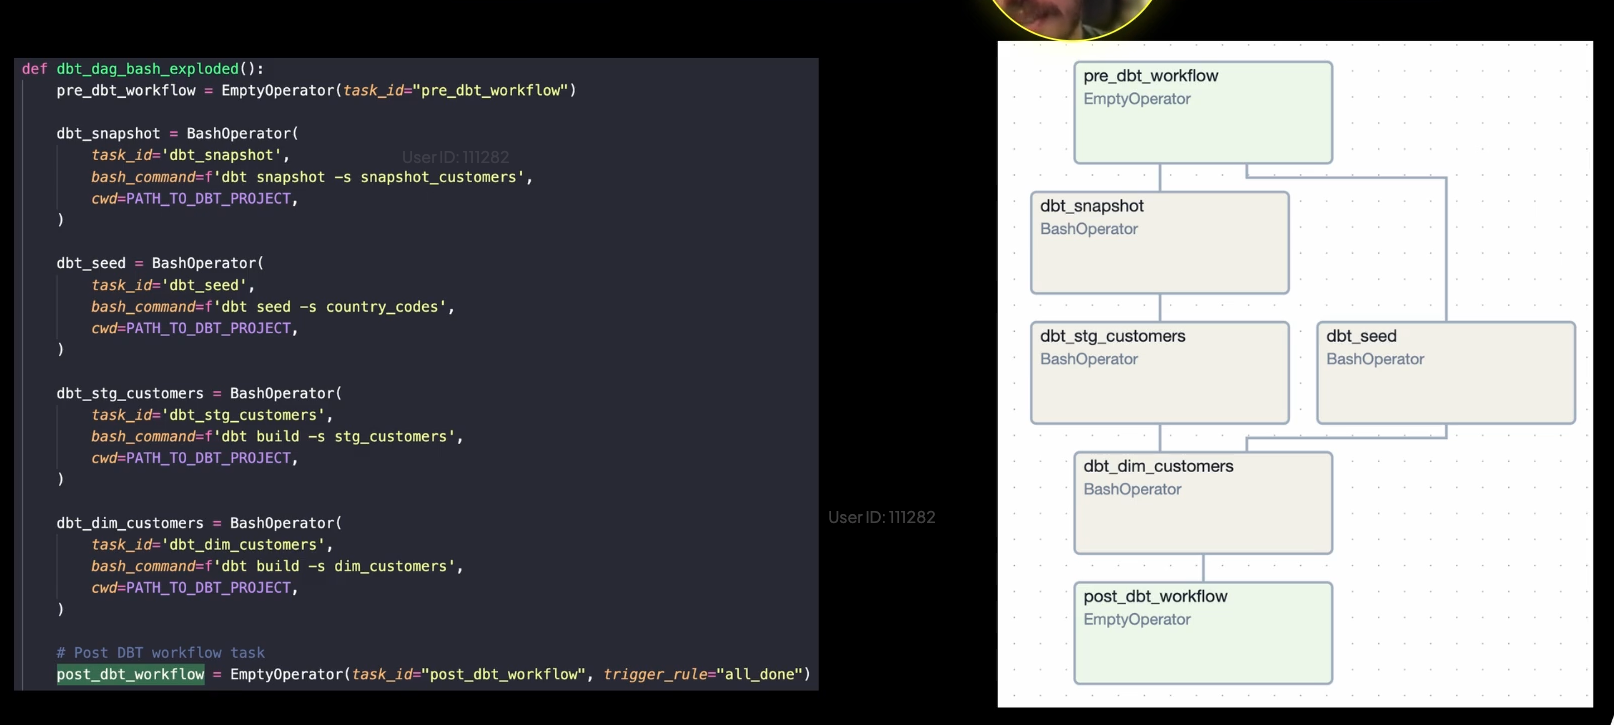 def dbt_dag_bash_exploded():
    pre_dbt_workflow = EmptyOperator(task_id="pre_dbt_workflow")
    dbt_snapshot = BashOperator(
        task_id='dbt_snapshot',
        bash_command=f'dbt snapshot -s snapshot_customers',
        cwd=PATH_TO_DBT_PROJECT,
    )
    dbt_seed = BashOperator(
        task_id='dbt_seed',
        bash_command=f'dbt seed -s country_codes',
        cwd=PATH_TO_DBT_PROJECT,
    )
    dbt_stg_customers = BashOperator(
        task_id='dbt_stg_customers',
        bash_command=f'dbt build -s stg_customers',
        cwd=PATH_TO_DBT_PROJECT,
    )
    dbt_dim_customers = BashOperator(
        task_id='dbt_dim_customers',
        bash_command=f'dbt build -s dim_customers',
        cwd=PATH_TO_DBT_PROJECT,
    )
    # Post DBT workflow task
    post_dbt_workflow = EmptyOperator(task_id="post_dbt_workflow", trigger_rule="all_done")
User ID: 111282
User ID: 111282
pre_dbt_workflow
EmptyOperator
dbt_snapshot
BashOperator
dbt_stg_customers
BashOperator
dbt_seed
BashOperator
dbt_dim_customers
BashOperator
post_dbt_workflow
EmptyOperator